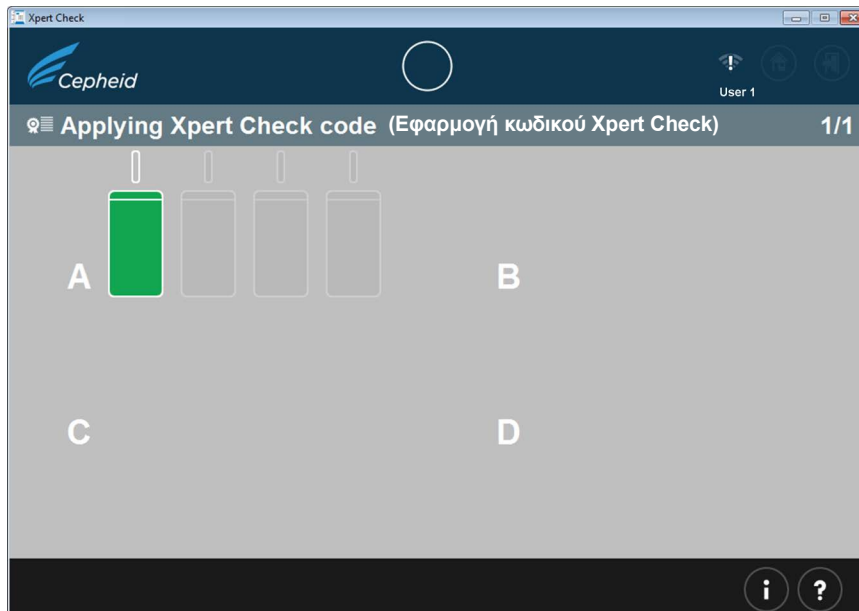 Xpert Check
Cepheid
User 1
Applying Xpert Check code (Εφαρμογή κωδικού Xpert Check) 1/1
A B
C D
i ?